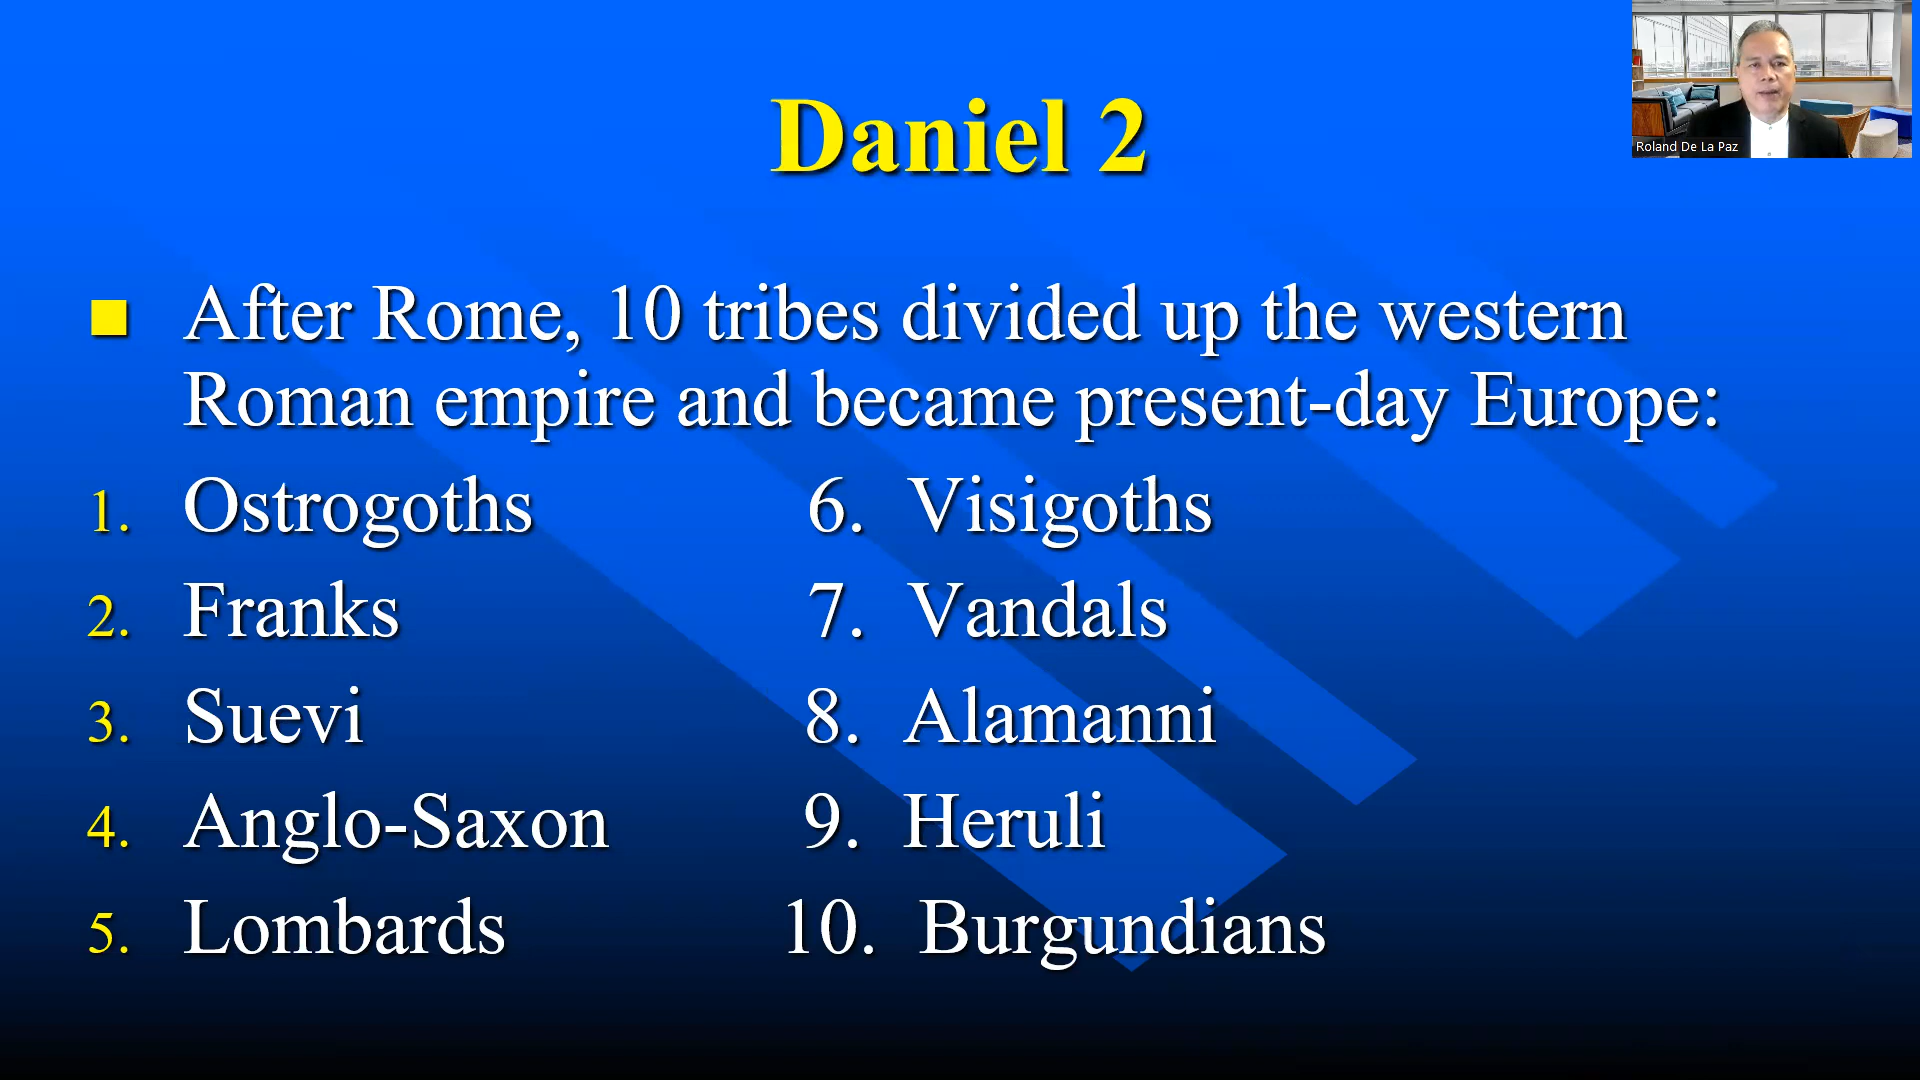 Daniel 2
Roland De La Paz
■ After Rome, 10 tribes divided up the western
Roman empire and became present-day Europe:
1. Ostrogoths 6. Visigoths
2. Franks 7. Vandals
3. Suevi 8. Alamanni
4. Anglo-Saxon 9. Heruli
5. Lombards 10. Burgundians